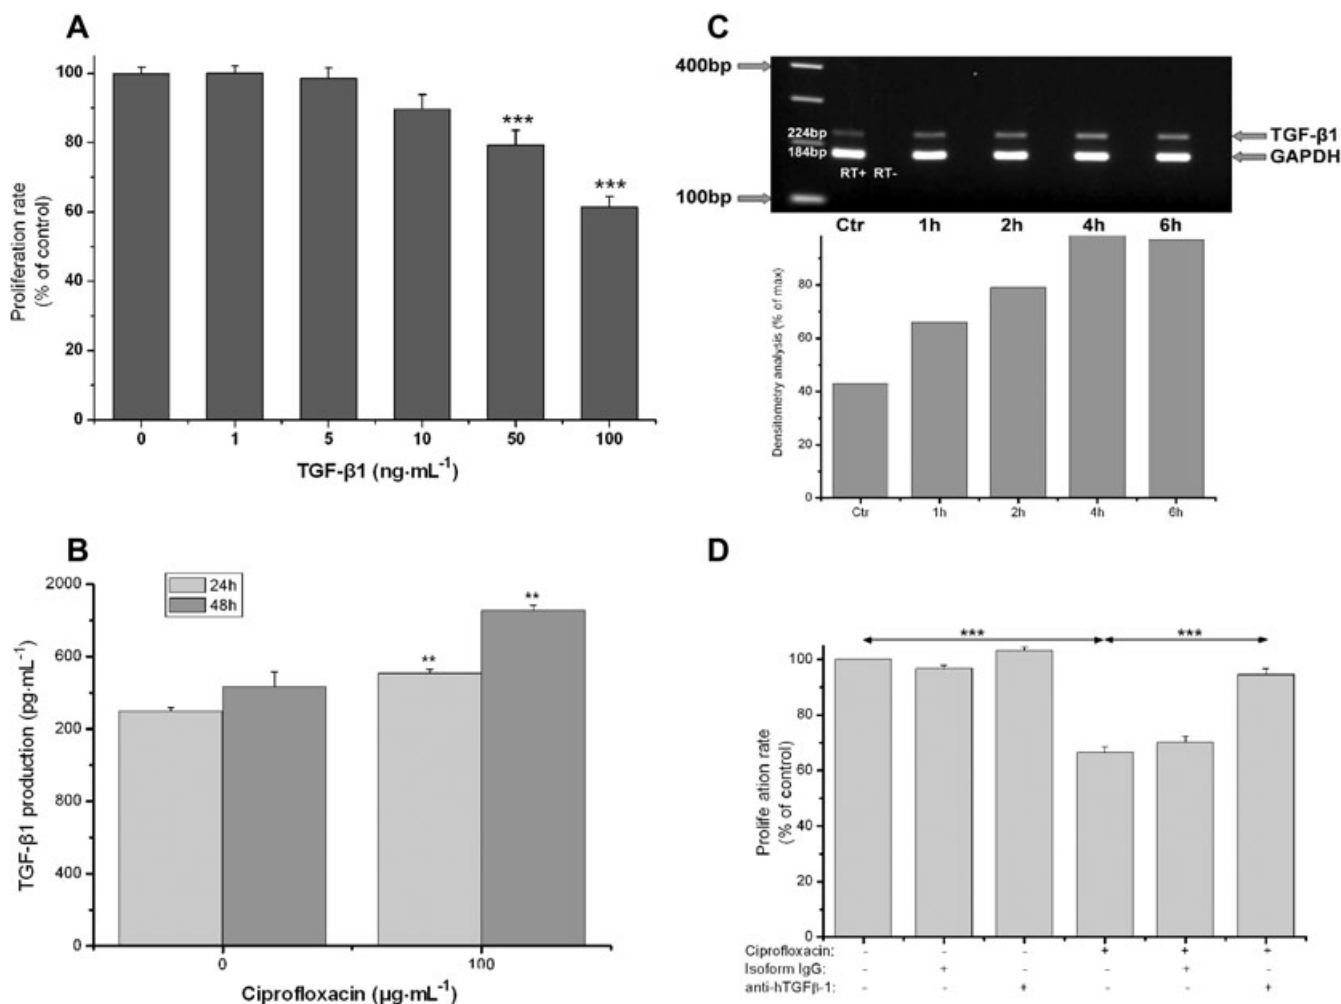 A
Proliferation rate
(% of control)
100
80
60
40
20
0
***
***
0 1 5 10 50 100
TGF-β1 (ng·mL⁻¹)
C
400bp
224bp
184bp
100bp
RT+ RT-
TGF-β1
GAPDH
Ctr 1h 2h 4h 6h
Densitometry analysis (% of max)
80
60
40
20
0
Ctr 1h 2h 4h 6h
B
24h
48h
TGF-β1 production (pg·mL⁻¹)
2000
600
200
800
400
0
**
**
0 100
Ciprofloxacin (µg·mL⁻¹)
D
Prolife ation rate
(% of control)
*** ***
100
80
60
40
20
0
Ciprofloxacin: - - - + + +
Isoform IgG: - + - - + -
anti-hTGFβ-1: - - + - - +